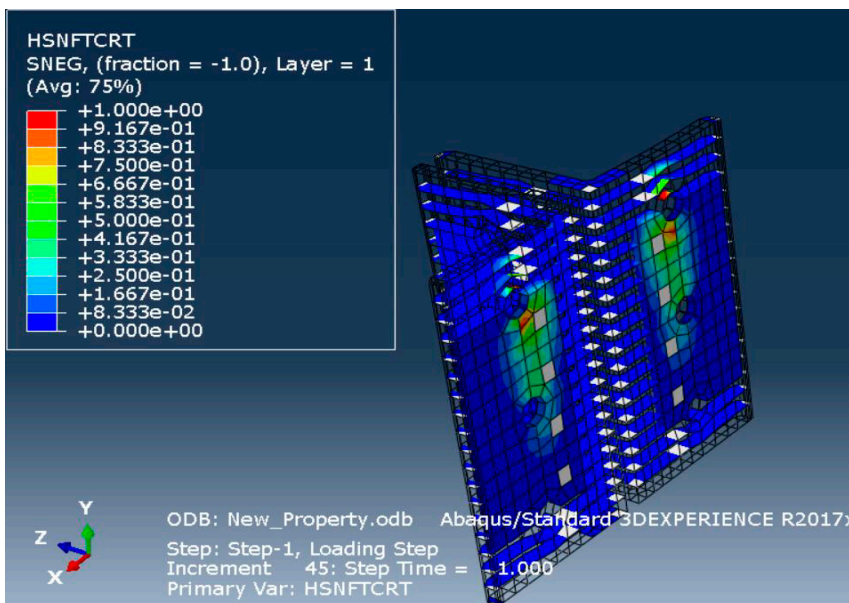 HSNFTCRT
SNEG, (fraction = -1.0), Layer = 1
(Avg: 75%)
+1.000e+00
+9.167e-01
+8.333e-01
+7.500e-01
+6.667e-01
+5.833e-01
+5.000e-01
+4.167e-01
+3.333e-01
+2.500e-01
+1.667e-01
+8.333e-02
+0.000e+00
Y
Z
X
ODB: New_Property.odb Abaqus/Standard 3DEXPERIENCE R2017x
Step: Step-1, Loading Step
Increment 45: Step Time = 1.000
Primary Var: HSNFTCRT